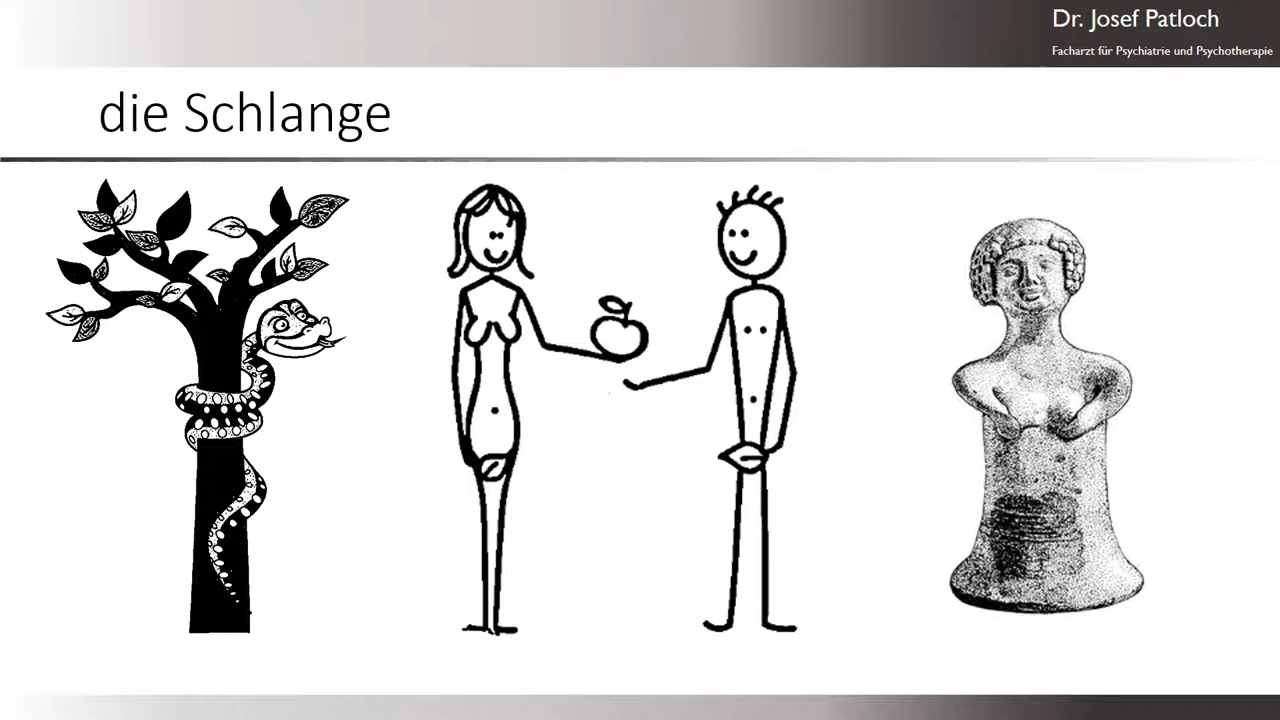 Dr. Josef Patloch
Facharzt für Psychiatrie und Psychotherapie
die Schlange